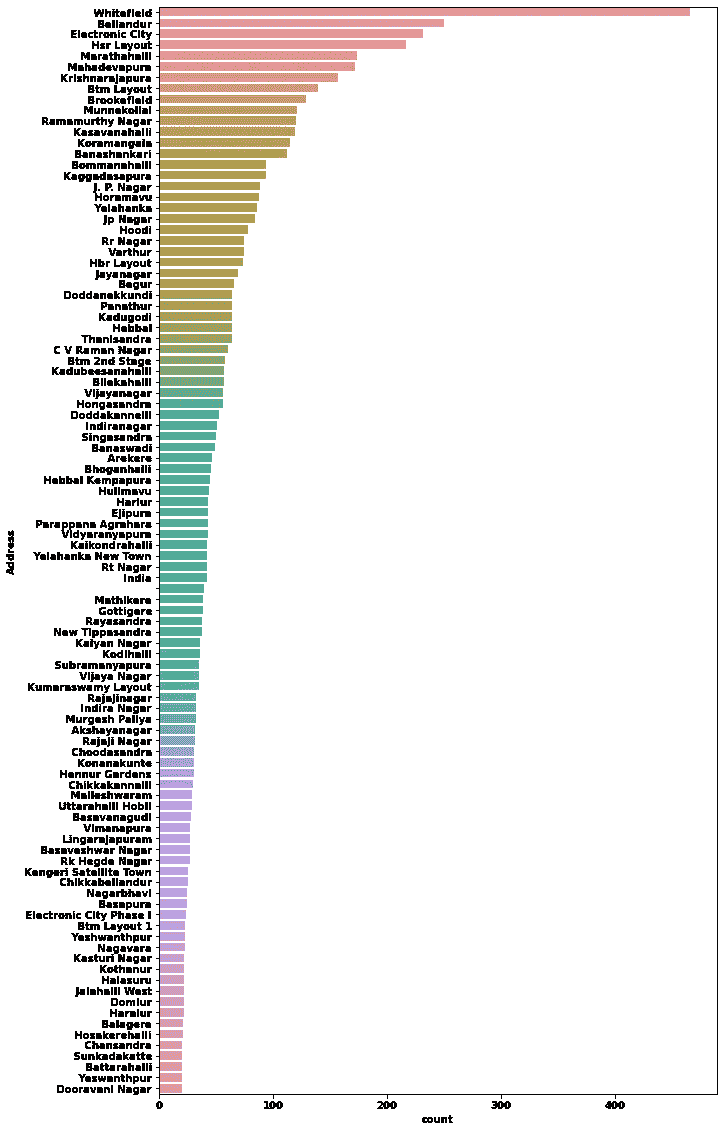 Whitefield
Bellandur
Electronic City
Hsr Layout
Marathahalli
Mahadevapura
Krishnarajapura
Btm Layout
Brookefield
Munnekollal
Ramamurthy Nagar
Kasavanahalli
Koramangala
Banashankari
Bommanahalli
Kaggadasapura
J. P. Nagar
Horamavu
Yelahanka
Jp Nagar
Hoodi
Rr Nagar
Varthur
Hbr Layout
Jayanagar
Begur
Doddanekkundi
Panathur
Kadugodi
Hebbal
Thanisandra
C V Raman Nagar
Btm 2nd Stage
Kadubeesanahalli
Bilekahalli
Vijayanagar
Hongasandra
Doddakannelli
Indiranagar
Singasandra
Banaswadi
Arekere
Bhoganhalli
Hebbal Kempapura
Hulimavu
Harlur
Ejipura
Parappana Agrahara
Vidyaranyapura
Kaikondrahalli
Yelahanka New Town
Rt Nagar
India
Mathikere
Gottigere
Rayasandra
New Tippasandra
Kalyan Nagar
Kodihalli
Subramanyapura
Vijaya Nagar
Kumaraswamy Layout
Rajajinagar
Indira Nagar
Murgesh Pallya
Akshayanagar
Rajaji Nagar
Choodasandra
Konanakunte
Hennur Gardens
Chikkakannalli
Malleshwaram
Uttarahalli Hobli
Basavanagudi
Vimanapura
Lingarajapuram
Basaveshwar Nagar
Rk Hegde Nagar
Kengeri Satellite Town
Chikkabellandur
Nagarbhavi
Basapura
Electronic City Phase I
Btm Layout 1
Yeshwanthpur
Nagavara
Kasturi Nagar
Kothanur
Halasuru
Jalahalli West
Domlur
Haralur
Balagere
Hosakerehalli
Chansandra
Sunkadakatte
Battarahalli
Yeswanthpur
Dooravani Nagar
Address
0 100 200 300 400
count